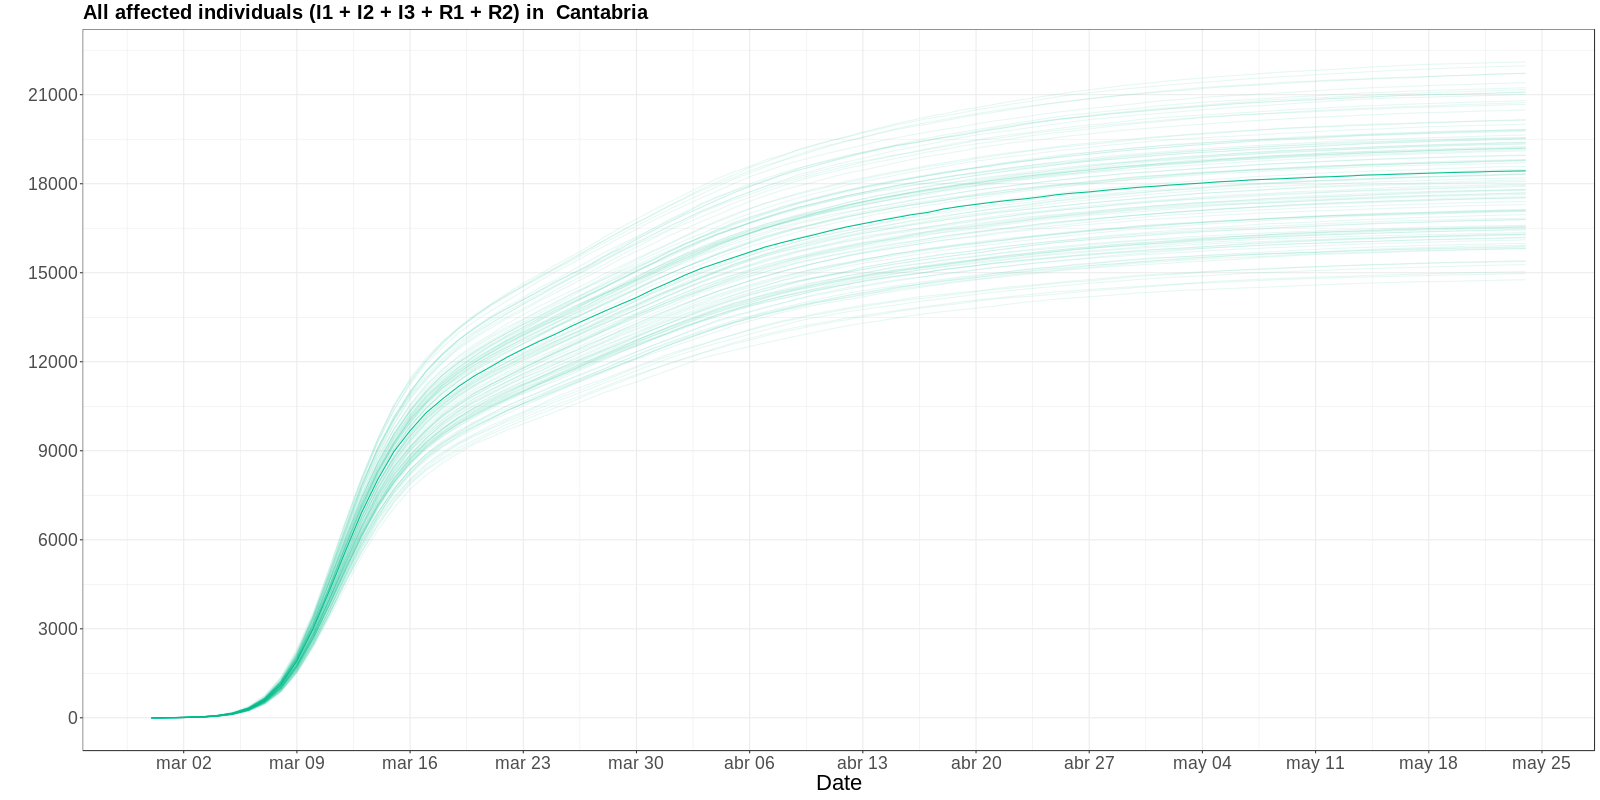 All affected individuals (I1 + I2 + I3 + R1 + R2) in  Cantabria
21000
18000
15000
12000
9000
6000
3000
0
mar 02 mar 09 mar 16 mar 23 mar 30 abr 06 abr 13 abr 20 abr 27 may 04 may 11 may 18 may 25
Date